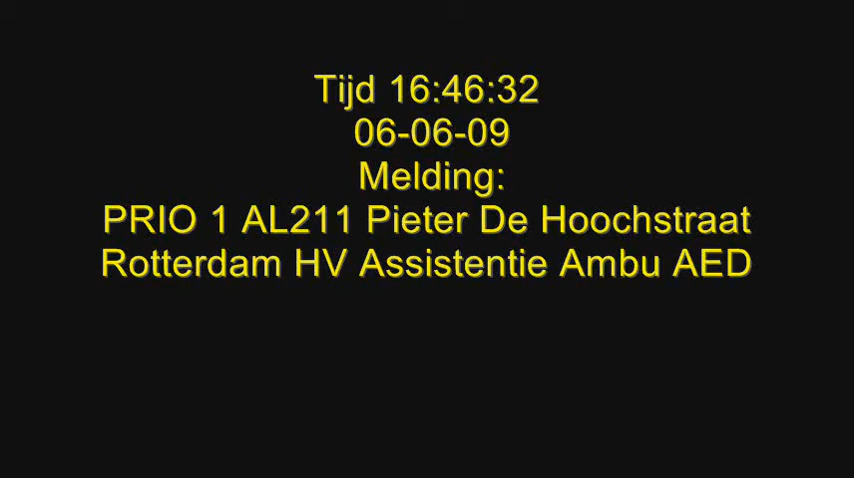 Tijd 16:46:32
06-06-09
Melding:
PRIO 1 AL211 Pieter De Hoochstraat
Rotterdam HV Assistentie Ambu AED